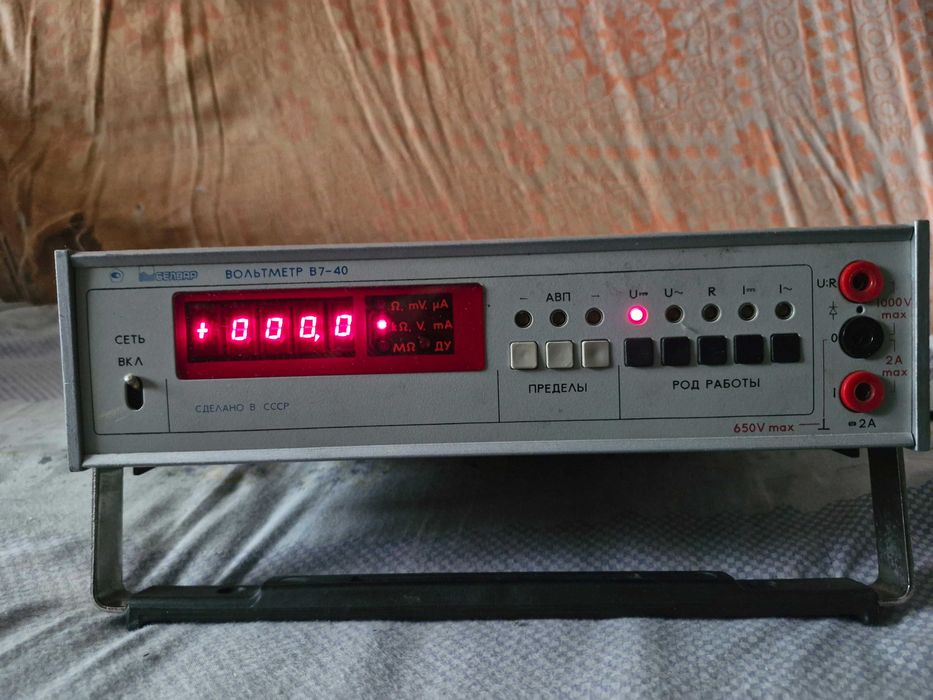 БЕЛВАР
ВОЛЬТМЕТР В7-40
СЕТЬ
ВКЛ
+ 000,0
Ω, mV, μA
kΩ, V, mA
MΩ ДУ
СДЕЛАНО В СССР
← АВП →
ПРЕДЕЛЫ
U⎓ U~ R I⎓ I~
РОД РАБОТЫ
U:R
1000V
max
0
2A
max
I
650V max
2A